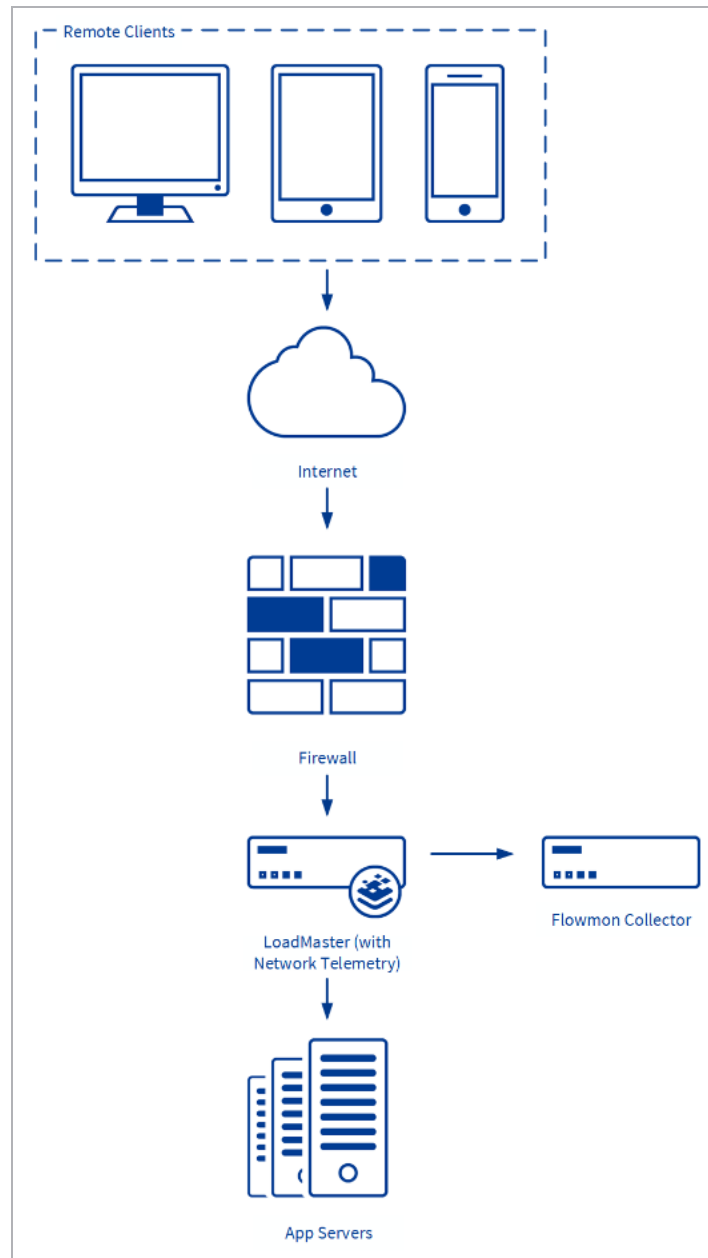 Remote Clients
Internet
Firewall
LoadMaster (with
Network Telemetry)
Flowmon Collector
App Servers